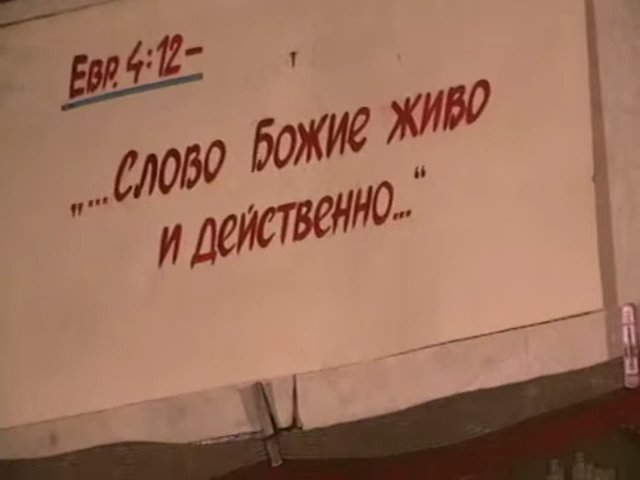 Евр. 4:12–
„...Слово Божие живо
и действенно...“